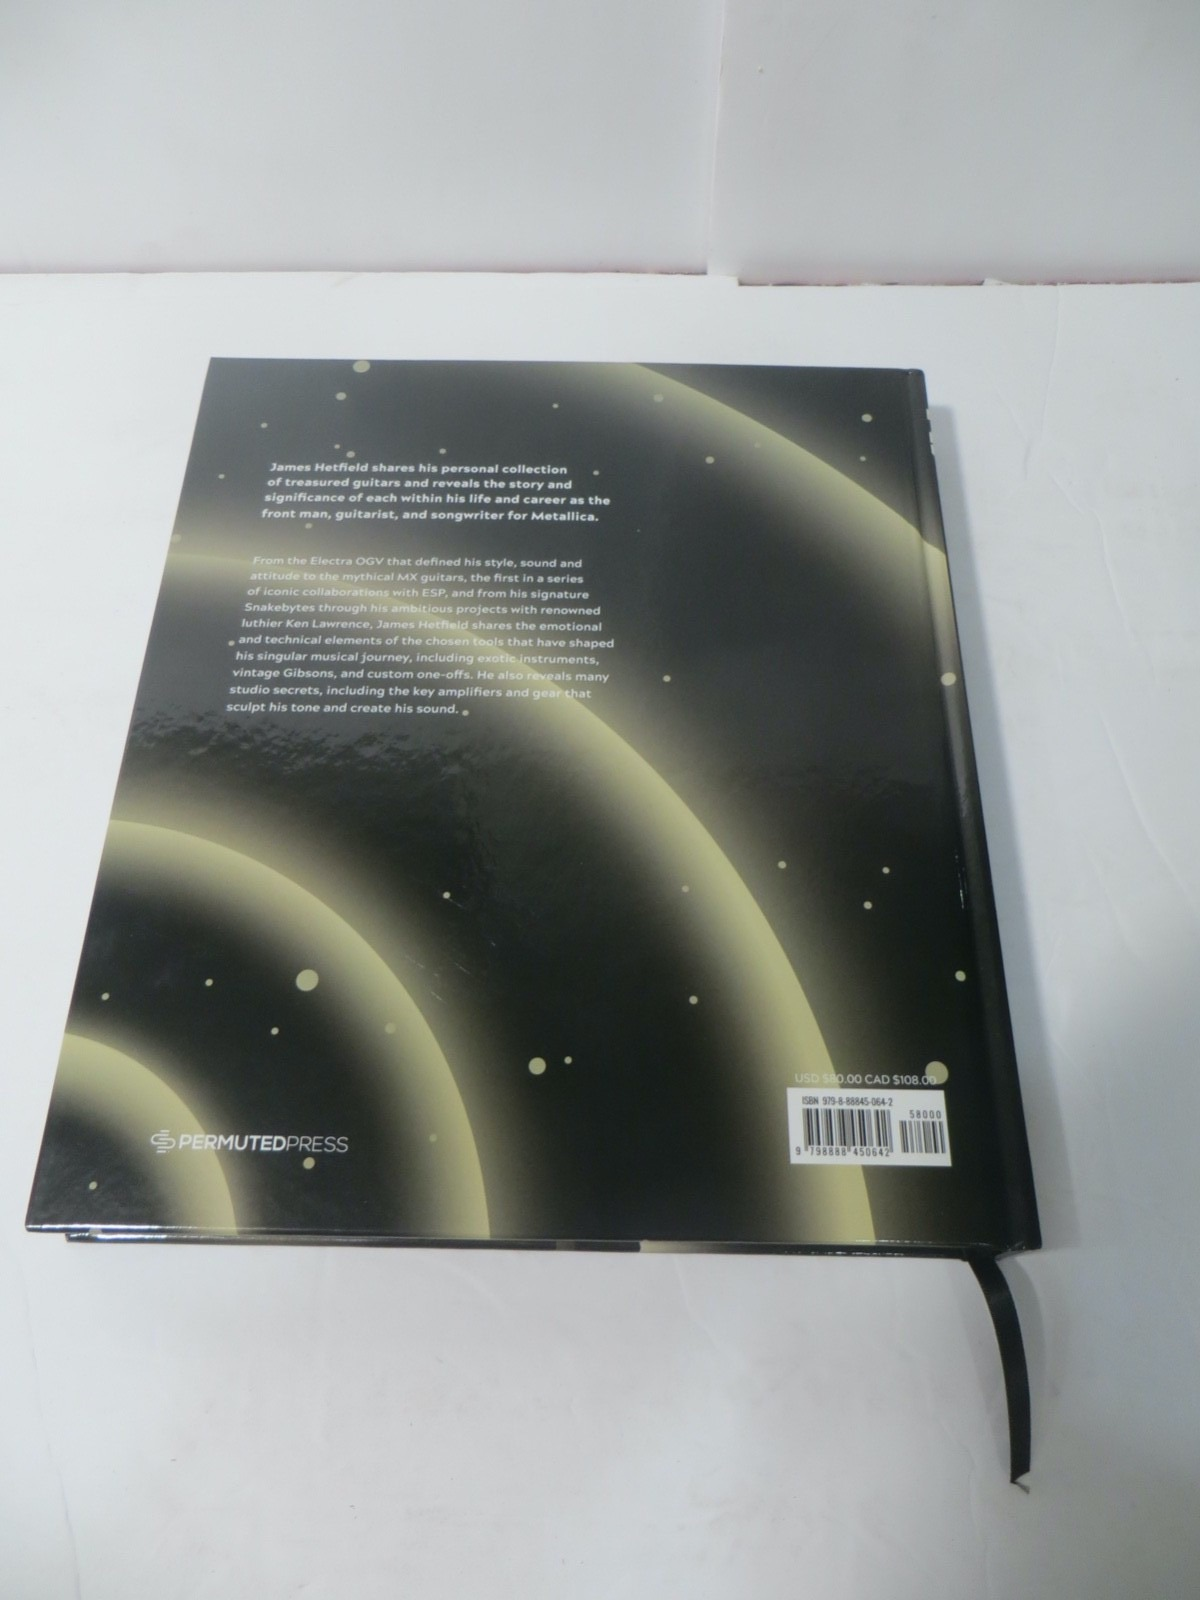 James Hetfield shares his personal collection
of treasured guitars and reveals the story and
significance of each within his life and career as the
front man, guitarist, and songwriter for Metallica.
From the Electra OGV that defined his style, sound and
attitude to the mythical MX guitars, the first in a series
of iconic collaborations with ESP, and from his signature
Snakebytes through his ambitious projects with renowned
luthier Ken Lawrence, James Hetfield shares the emotional
and technical elements of the chosen tools that have shaped
his singular musical journey, including exotic instruments,
vintage Gibsons, and custom one-offs. He also reveals many
studio secrets, including the key amplifiers and gear that
sculpt his tone and create his sound.
USD $80.00 CAD $108.00
ISBN 979-8-88845-064-2
58000
9 798888 450642
PERMUTEDPRESS